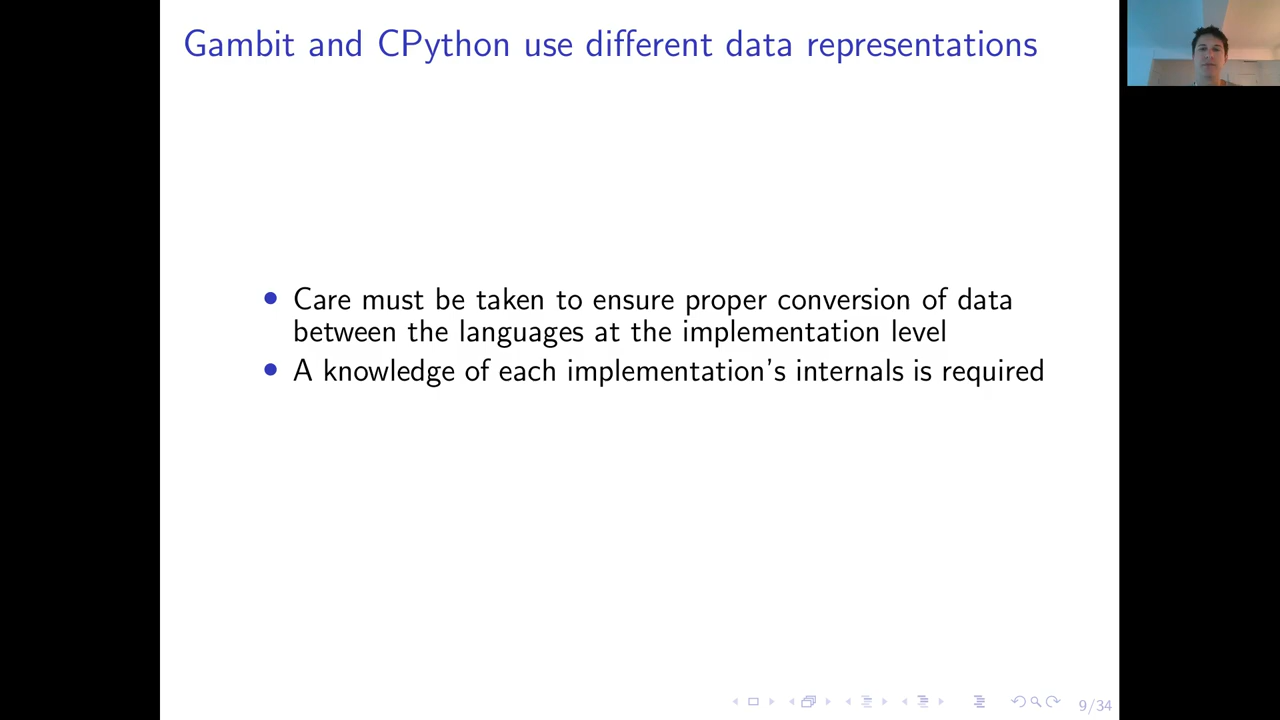 Gambit and CPython use different data representations
• Care must be taken to ensure proper conversion of data
between the languages at the implementation level
• A knowledge of each implementation's internals is required
9/34